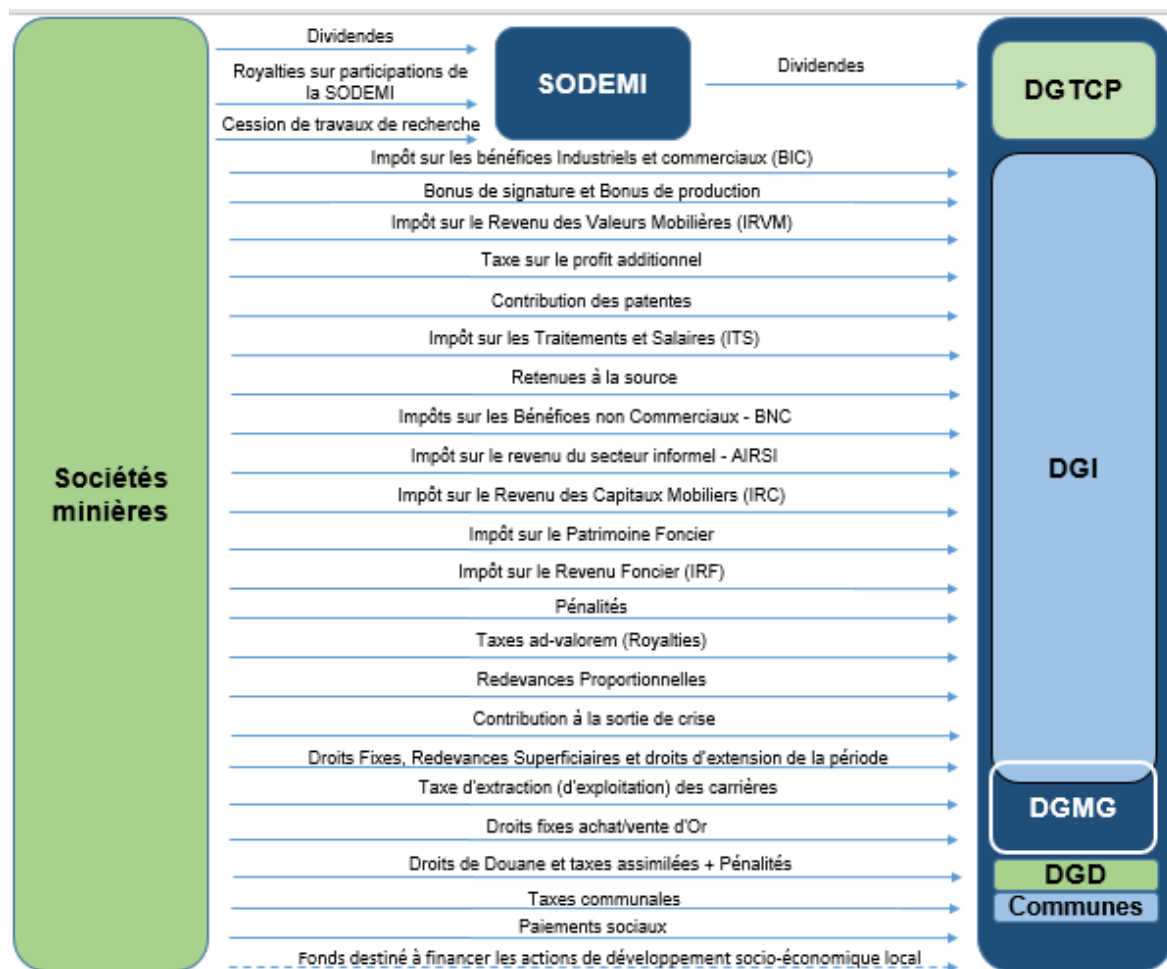 Dividendes
Royalties sur participations de
la SODEMI
Cession de travaux de recherche
SODEMI
Dividendes
DGTCP
Sociétés
minières
Impôt sur les bénéfices Industriels et commerciaux (BIC)
Bonus de signature et Bonus de production
Impôt sur le Revenu des Valeurs Mobilières (IRVM)
Taxe sur le profit additionnel
Contribution des patentes
Impôt sur les Traitements et Salaires (ITS)
Retenues à la source
Impôts sur les Bénéfices non Commerciaux - BNC
Impôt sur le revenu du secteur informel - AIRSI
Impôt sur le Revenu des Capitaux Mobiliers (IRC)
Impôt sur le Patrimoine Foncier
Impôt sur le Revenu Foncier (IRF)
Pénalités
Taxes ad-valorem (Royalties)
Redevances Proportionnelles
Contribution à la sortie de crise
Droits Fixes, Redevances Superficiaires et droits d'extension de la période
Taxe d'extraction (d'exploitation) des carrières
Droits fixes achat/vente d'Or
Droits de Douane et taxes assimilées + Pénalités
Taxes communales
Paiements sociaux
Fonds destiné à financer les actions de développement socio-économique local
DGI
DGMG
DGD
Communes